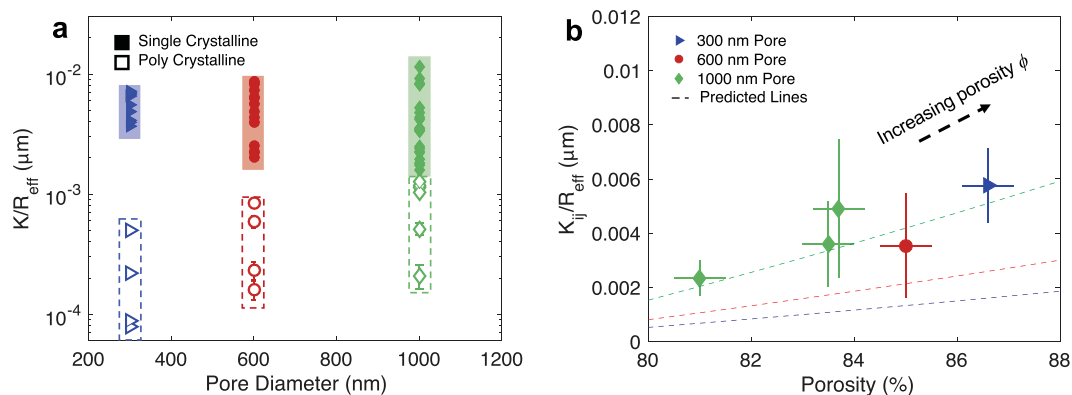 a
Single Crystalline
Poly Crystalline
10⁻²
10⁻³
10⁻⁴
K/R_eff (μm)
200 400 600 800 1000 1200
Pore Diameter (nm)
b
300 nm Pore
600 nm Pore
1000 nm Pore
Predicted Lines
Increasing porosity ϕ
0.012
0.01
0.008
0.006
0.004
0.002
0
K_ij/R_eff (μm)
80 82 84 86 88
Porosity (%)